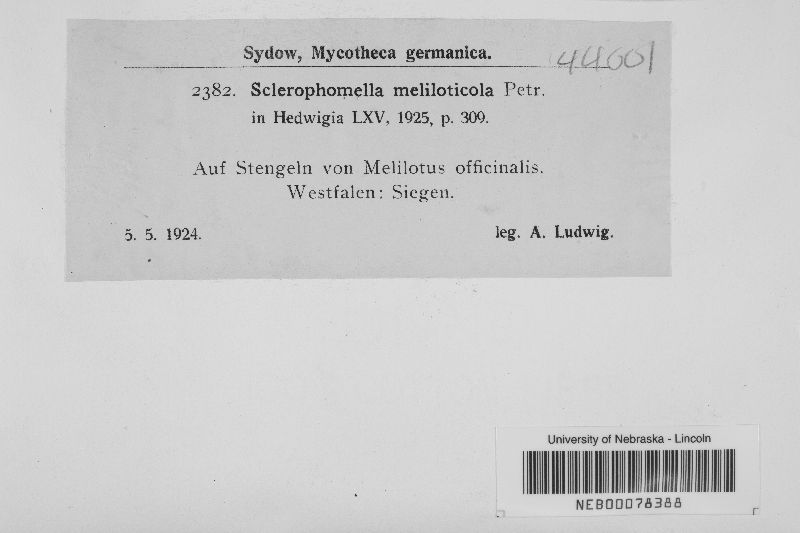 Sydow, Mycotheca germanica.
44001
2382. Sclerophomella meliloticola Petr.
in Hedwigia LXV, 1925, p. 309.
Auf Stengeln von Melilotus officinalis.
Westfalen: Siegen.
5. 5. 1924. leg. A. Ludwig.
University of Nebraska - Lincoln
NEB00078388